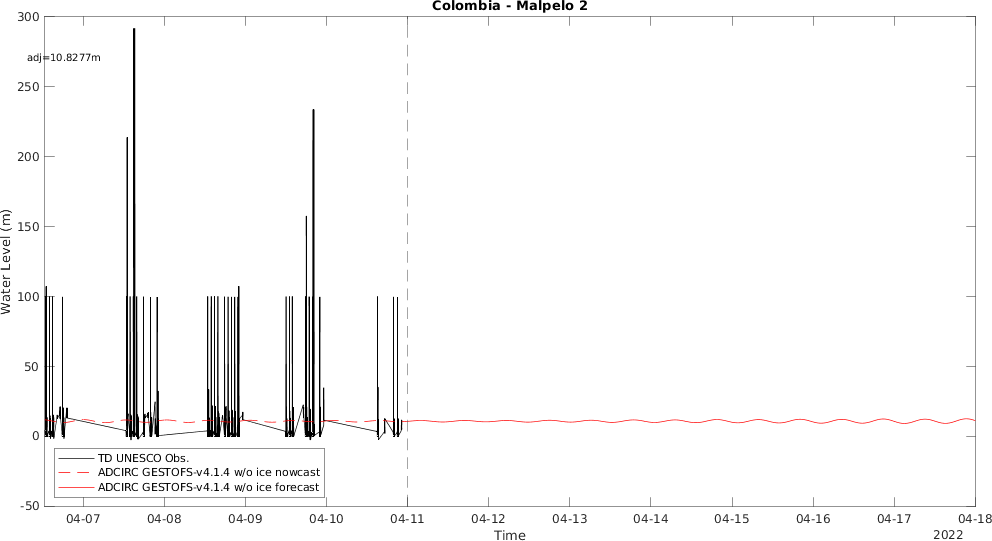 Colombia - Malpelo 2
adj=10.8277m
Water Level (m)
300
250
200
150
100
50
0
-50
TD UNESCO Obs.
ADCIRC GESTOFS-v4.1.4 w/o ice nowcast
ADCIRC GESTOFS-v4.1.4 w/o ice forecast
04-07 04-08 04-09 04-10 04-11 04-12 04-13 04-14 04-15 04-16 04-17 04-18
Time
2022